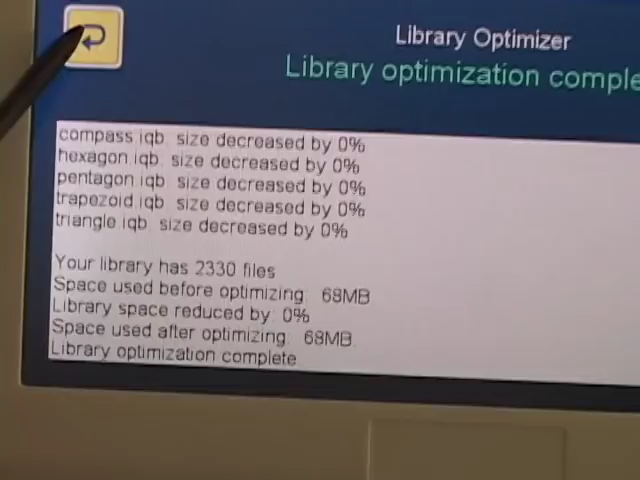 Library Optimizer
Library optimization comple
compass.iqb size decreased by 0%
hexagon.iqb size decreased by 0%
pentagon.iqb size decreased by 0%
trapezoid.iqb size decreased by 0%
triangle.iqb size decreased by 0%
Your library has 2330 files
Space used before optimizing: 68MB
Library space reduced by: 0%
Space used after optimizing: 68MB
Library optimization complete